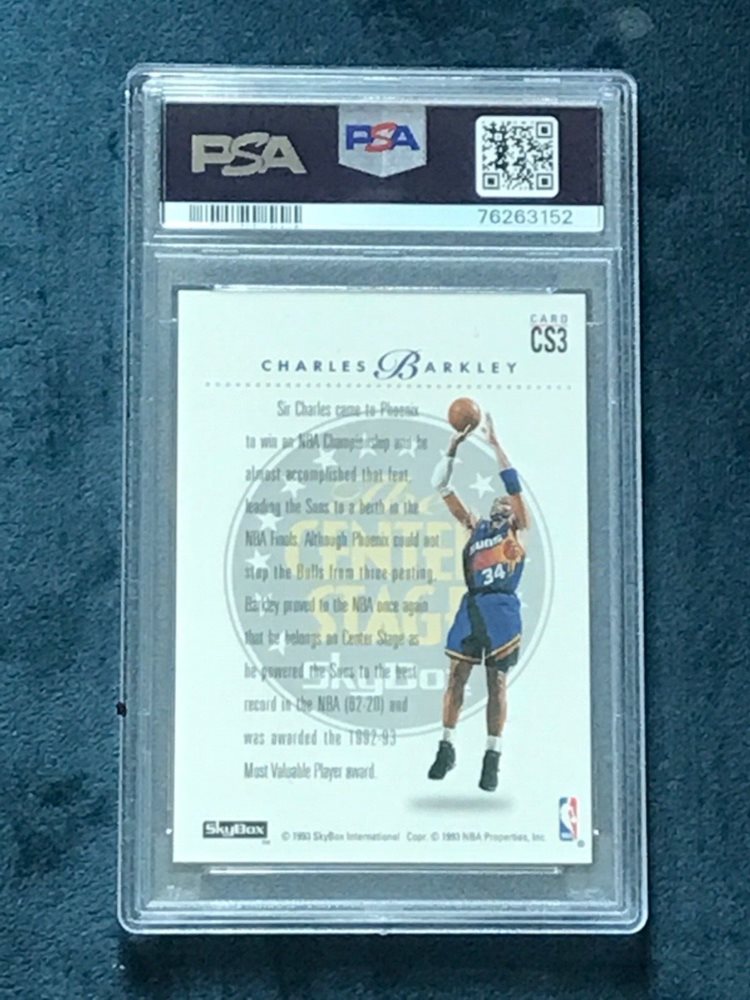 PSA PSA
76263152
CARD
CS3
CHARLES BARKLEY
Sir Charles came to Phoenix
to win an NBA Championship and he
almost accomplished that feat,
leading the Suns to a berth in the
NBA Finals. Although Phoenix could not
stop the Bulls from three-peating,
Barkley proved to the NBA once again
that he belongs on Center Stage as
he powered the Suns to the best
record in the NBA (62-20) and
was awarded the 1992-93
Most Valuable Player award.
The
CENTER
STAGE
SkyBox
SUNS
34
SkyBox
© 1993 SkyBox International Copr. © 1993 NBA Properties, Inc.